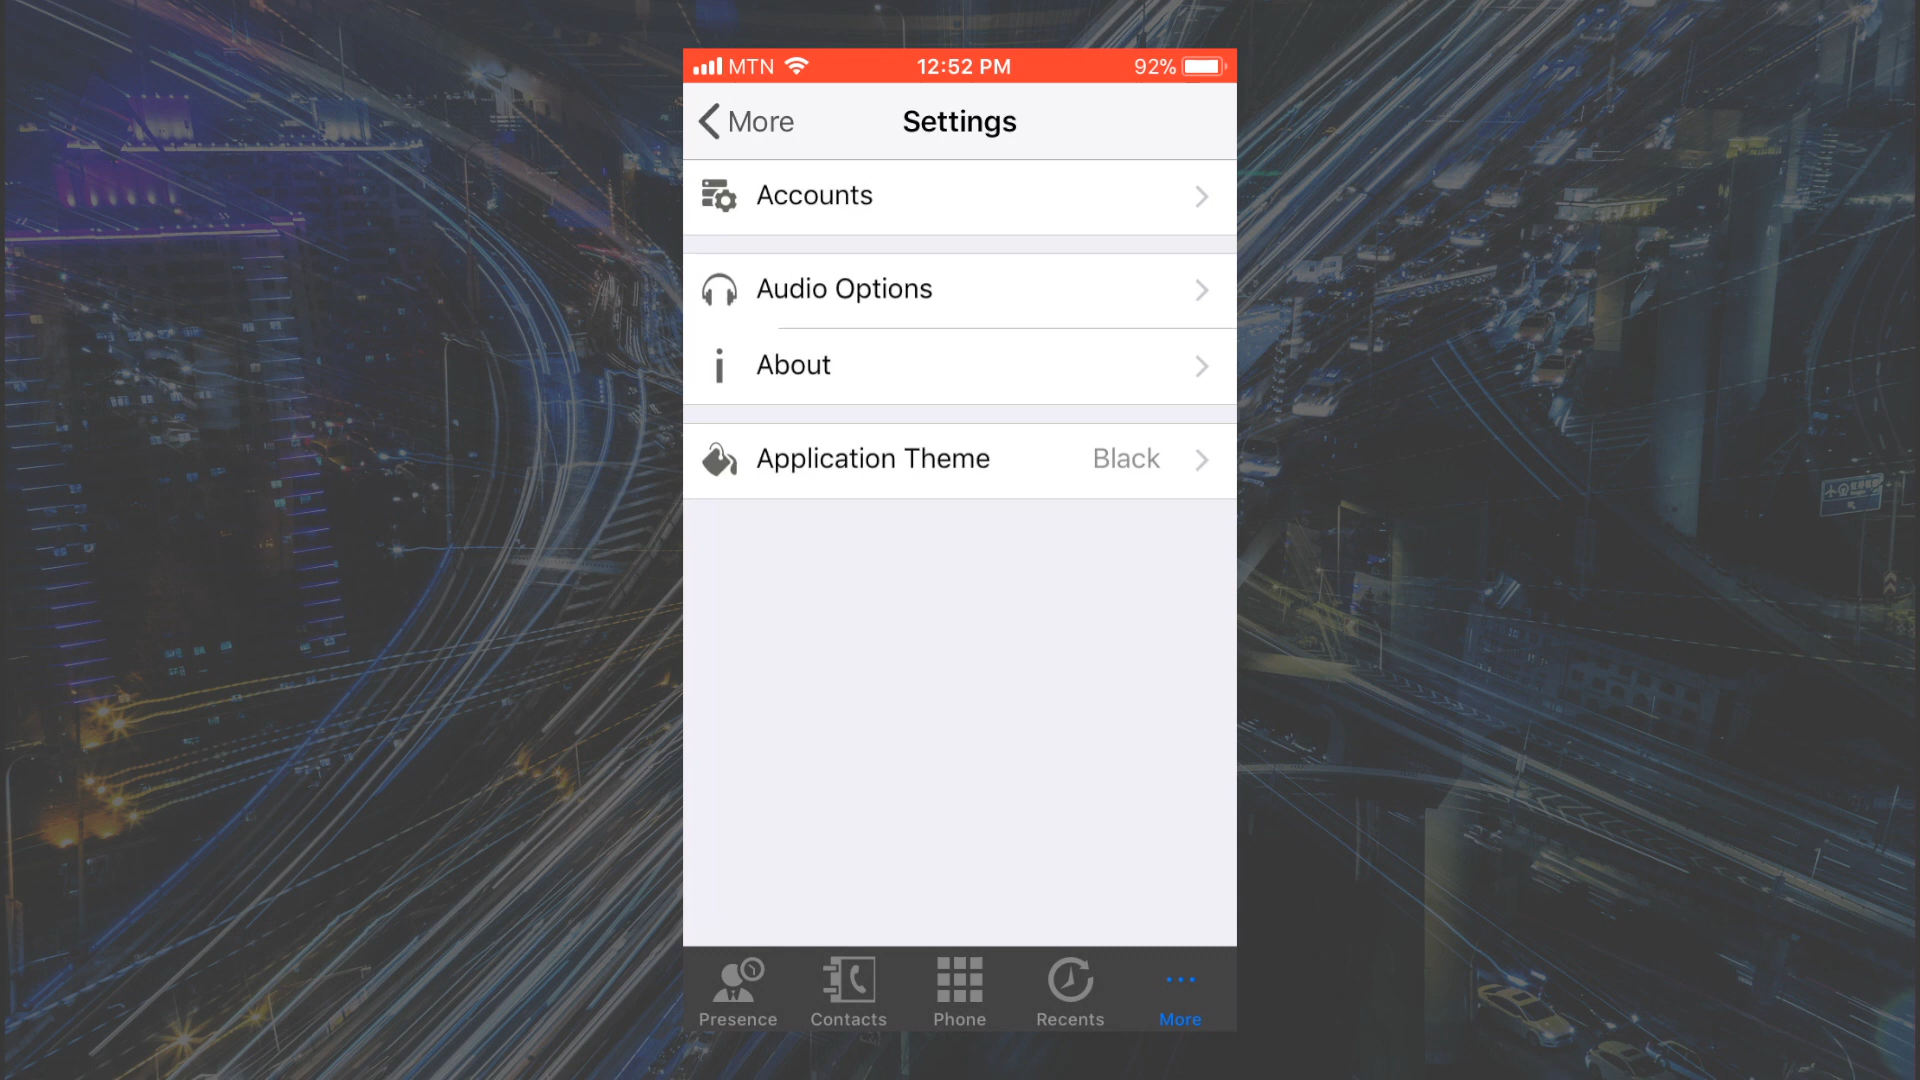 MTN 12:52 PM 92%
More Settings
Accounts
Audio Options
About
Application Theme Black
Presence Contacts Phone Recents More